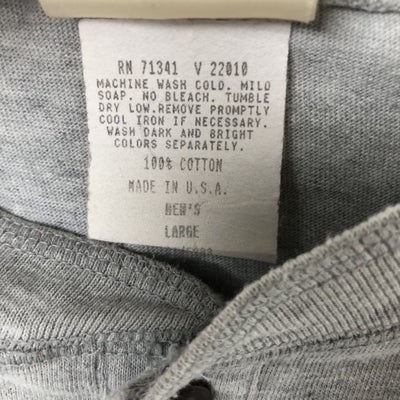 RN 71341 V 22010
MACHINE WASH COLD. MILD
SOAP. NO BLEACH. TUMBLE
DRY LOW.REMOVE PROMPTLY
COOL IRON IF NECESSARY.
WASH DARK AND BRIGHT
COLORS SEPARATELY.
100% COTTON
MADE IN U.S.A.
MEN'S
LARGE